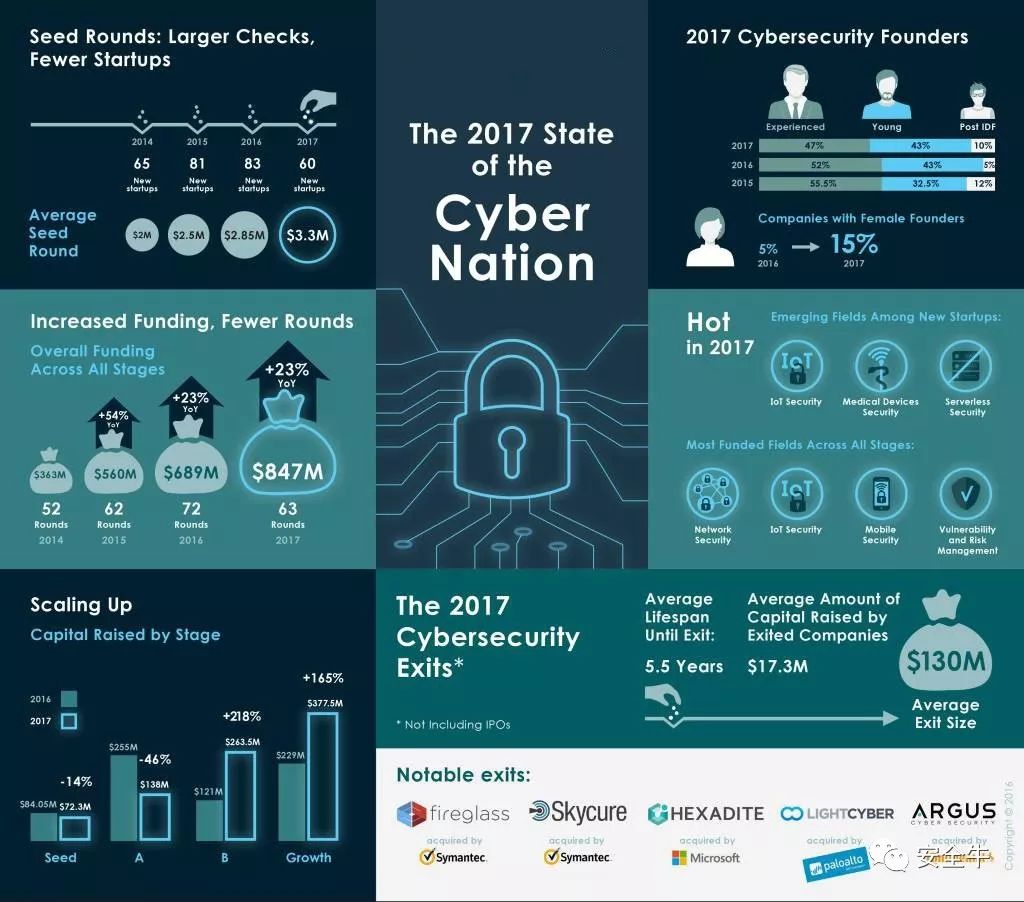 Seed Rounds: Larger Checks,
Fewer Startups
2014 2015 2016 2017
65 81 83 60
New startups New startups New startups New startups
Average
Seed
Round
$2M $2.5M $2.85M $3.3M
The 2017 State
of the
Cyber
Nation
2017 Cybersecurity Founders
Experienced Young Post IDF
2017 47% 43% 10%
2016 52% 43% 5%
2015 55.5% 32.5% 12%
Companies with Female Founders
5% 15%
2016 2017
Increased Funding, Fewer Rounds
Overall Funding
Across All Stages
+54%
YoY
+23%
YoY
+23%
YoY
$363M $560M $689M $847M
52 62 72 63
Rounds Rounds Rounds Rounds
2014 2015 2016 2017
Hot
in 2017
Emerging Fields Among New Startups:
IoT
IoT Security
Medical Devices
Security
Serverless
Security
Most Funded Fields Across All Stages:
IoT
Network
Security
IoT Security
Mobile
Security
Vulnerability
and Risk
Management
Scaling Up
Capital Raised by Stage
2016
2017
-14%
$84.05M $72.3M
Seed
-46%
$255M $138M
A
+218%
$121M $263.5M
B
+165%
$229M $377.5M
Growth
The 2017
Cybersecurity
Exits*
* Not Including IPOs
Average
Lifespan
Until Exit:
5.5 Years
Average Amount of
Capital Raised by
Exited Companies
$17.3M
$130M
Average
Exit Size
Notable exits:
fireglass Skycure HEXADITE LIGHTCYBER ARGUS
CYBER SECURITY
acquired by acquired by acquired by acquired by
Symantec. Symantec. Microsoft paloalto
安全牛
Copyright © 2016